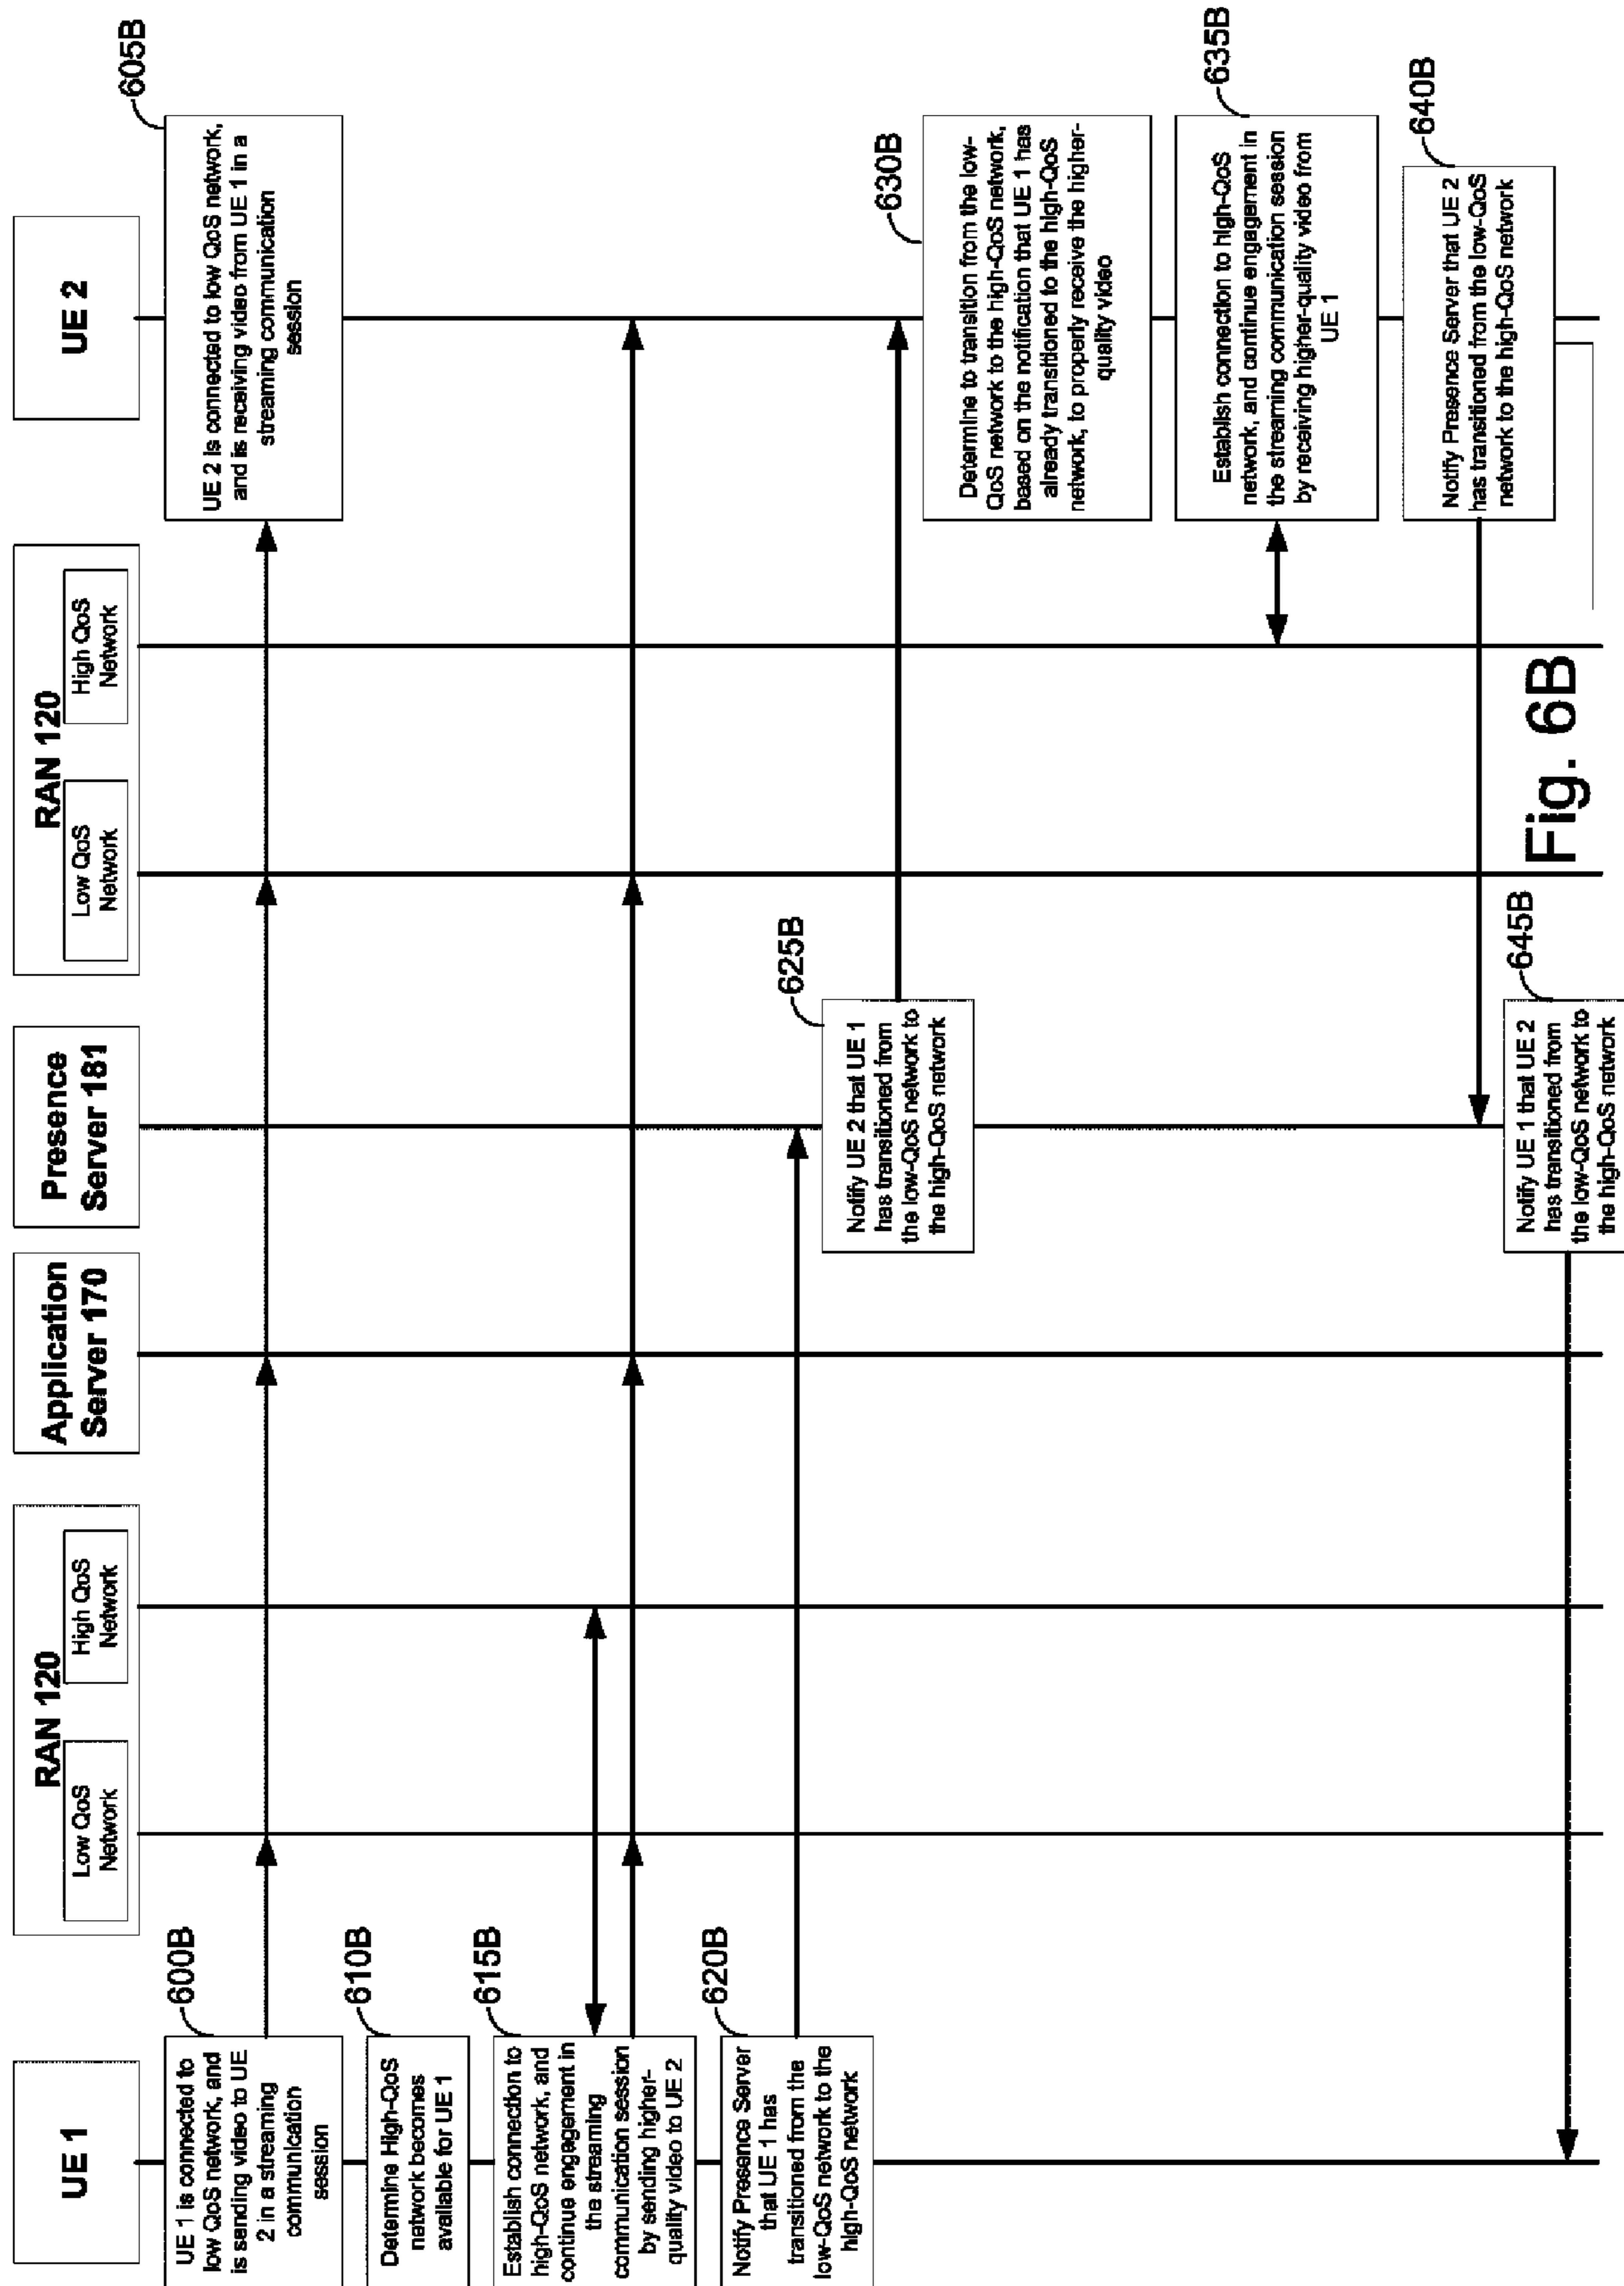 UE 1
RAN 120
Low QoS
Network
High QoS
Network
Application
Server 170
Presence
Server 181
RAN 120
Low QoS
Network
High QoS
Network
UE 2
600B
UE 1 is connected to
low QoS network, and
is sending video to UE
2 in a streaming
communication
session
605B
UE 2 is connected to low QoS network,
and is receiving video from UE 1 in a
streaming communication
session
610B
Determine High-QoS
network becomes
available for UE 1
615B
Establish connection to
high-QoS network, and
continue engagement in
the streaming
communication session
by sending higher-
quality video to UE 2
620B
Notify Presence Server
that UE 1 has
transitioned from the
low-QoS network to the
high-QoS network
625B
Notify UE 2 that UE 1
has transitioned from
the low-QoS network to
the high-QoS network
630B
Determine to transition from the low-
QoS network to the high-QoS network,
based on the notification that UE 1 has
already transitioned to the high-QoS
network, to properly receive the higher-
quality video
635B
Establish connection to high-QoS
network, and continue engagement in
the streaming communication session
by receiving higher-quality video from
UE 1
640B
Notify Presence Server that UE 2
has transitioned from the low-QoS
network to the high-QoS network
645B
Notify UE 1 that UE 2
has transitioned from
the low-QoS network to
the high-QoS network
Fig. 6B